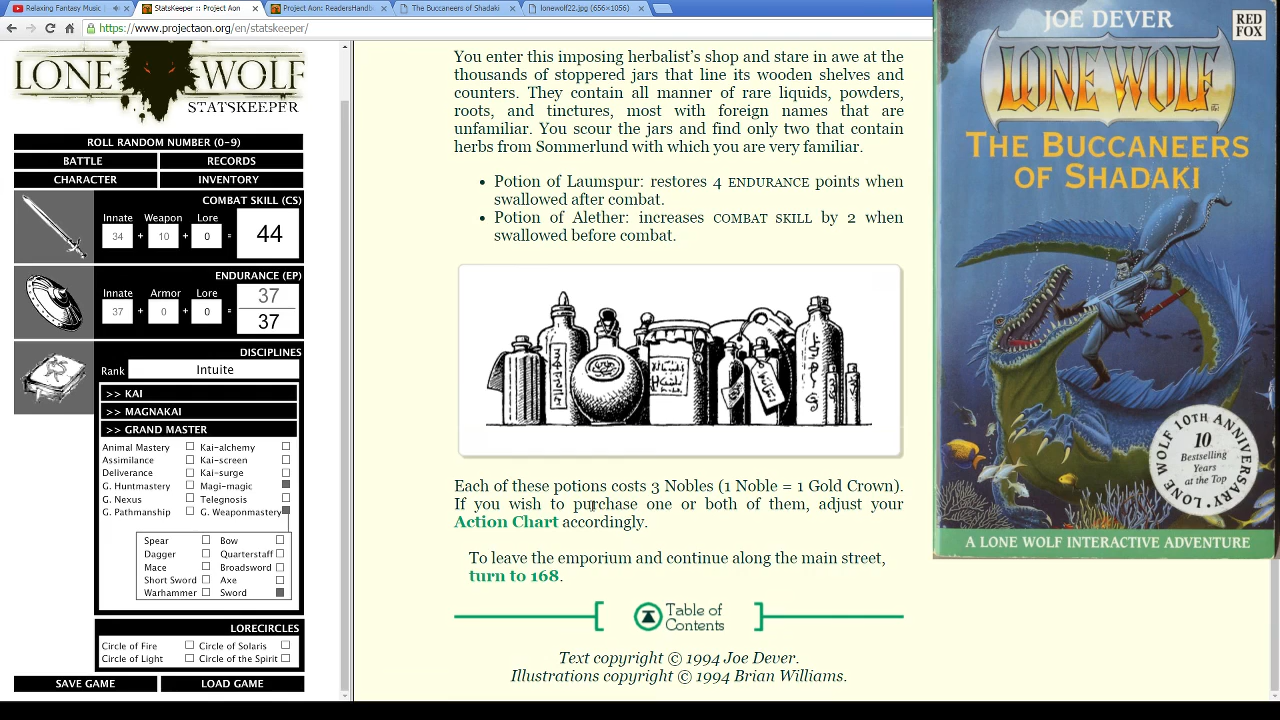 Relaxing Fantasy Music
StatsKeeper :: Project Aon
Project Aon: ReadersHandb
The Buccaneers of Shadaki
lonewolf22.jpg (656×1056)
https://www.projectaon.org/en/statskeeper/
LONE WOLF
STATSKEEPER
ROLL RANDOM NUMBER (0-9)
BATTLE
RECORDS
CHARACTER
INVENTORY
COMBAT SKILL (CS)
Innate Weapon Lore
34 + 10 + 0 = 44
ENDURANCE (EP)
Innate Armor Lore
37
37 + 0 + 0 =
37
DISCIPLINES
Rank Intuite
>> KAI
>> MAGNAKAI
>> GRAND MASTER
Animal Mastery Kai-alchemy
Assimilance Kai-screen
Deliverance Kai-surge
G. Huntmastery Magi-magic
G. Nexus Telegnosis
G. Pathmanship G. Weaponmastery
Spear Bow
Dagger Quarterstaff
Mace Broadsword
Short Sword Axe
Warhammer Sword
LORECIRCLES
Circle of Fire Circle of Solaris
Circle of Light Circle of the Spirit
SAVE GAME
LOAD GAME
You enter this imposing herbalist's shop and stare in awe at the
thousands of stoppered jars that line its wooden shelves and
counters. They contain all manner of rare liquids, powders,
roots, and tinctures, most with foreign names that are
unfamiliar. You scour the jars and find only two that contain
herbs from Sommerlund with which you are very familiar.
• Potion of Laumspur: restores 4 ENDURANCE points when
swallowed after combat.
• Potion of Alether: increases COMBAT SKILL by 2 when
swallowed before combat.
Each of these potions costs 3 Nobles (1 Noble = 1 Gold Crown).
If you wish to purchase one or both of them, adjust your
Action Chart accordingly.
To leave the emporium and continue along the main street,
turn to 168.
Table of
Contents
Text copyright © 1994 Joe Dever.
Illustrations copyright © 1994 Brian Williams.
JOE DEVER
RED
FOX
LONE WOLF
THE BUCCANEERS
OF SHADAKI
LONE WOLF 10TH ANNIVERSARY
10
Bestselling
Years
at the Top
A LONE WOLF INTERACTIVE ADVENTURE